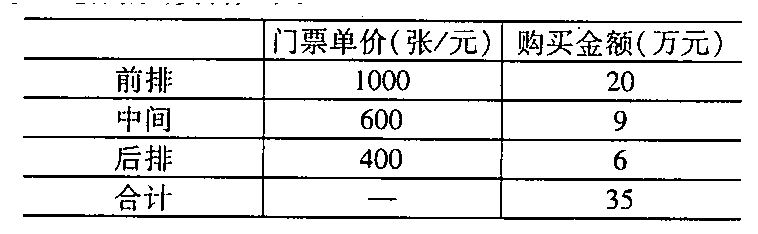 门票单价(张/元) 购买金额(万元)
前排 1000 20
中间 600 9
后排 400 6
合计 — 35